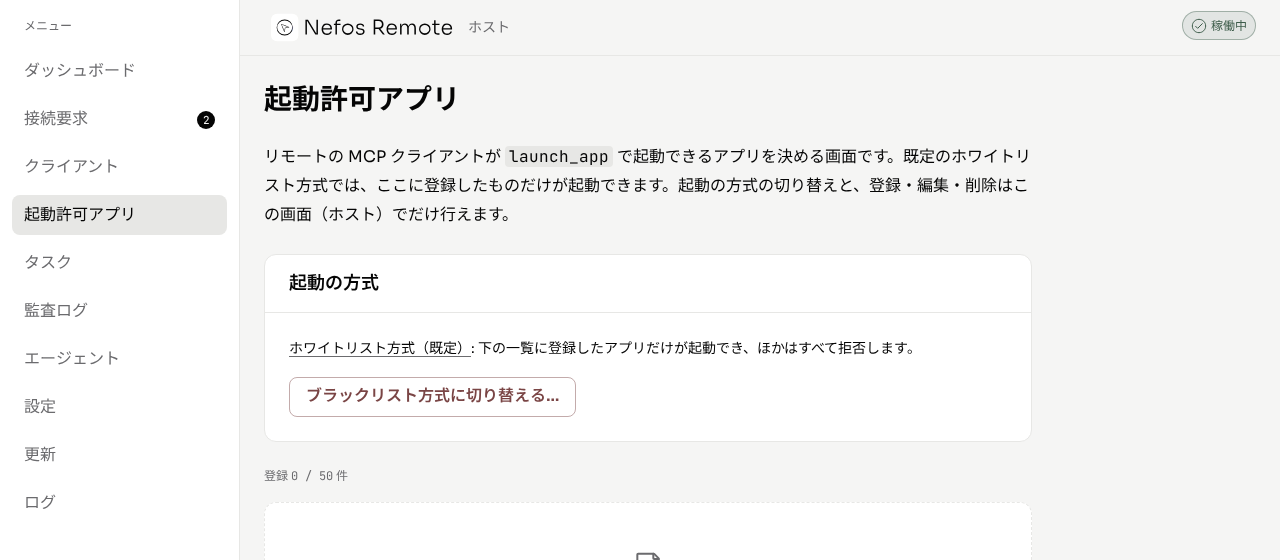 メニュー
ダッシュボード
接続要求 2
クライアント
起動許可アプリ
タスク
監査ログ
エージェント
設定
更新
ログ
Nefos Remote ホスト
稼働中
起動許可アプリ
リモートの MCP クライアントが launch_app で起動できるアプリを決める画面です。既定のホワイトリ
スト方式では、ここに登録したものだけが起動できます。起動の方式の切り替えと、登録・編集・削除はこ
の画面（ホスト）でだけ行えます。
起動の方式
ホワイトリスト方式（既定）: 下の一覧に登録したアプリだけが起動でき、ほかはすべて拒否します。
ブラックリスト方式に切り替える...
登録 0 / 50 件